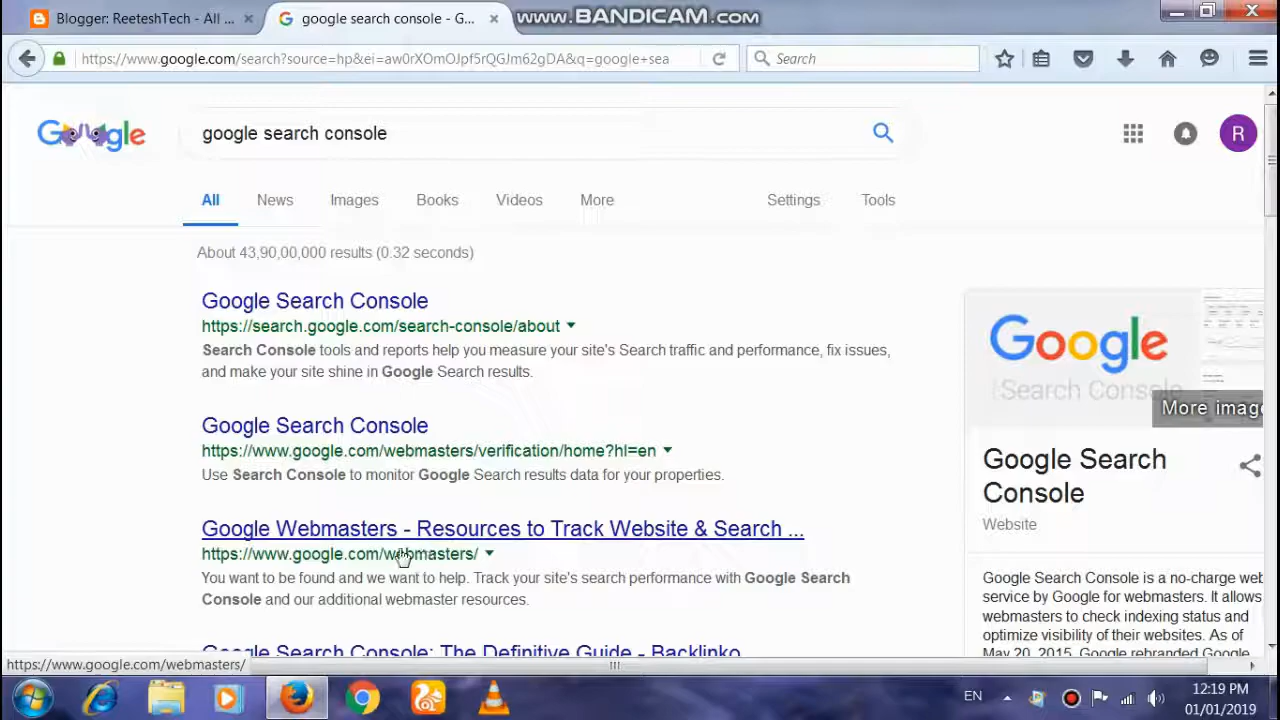 Blogger: ReeteshTech - All ...
google search console - G...
www.BANDICAM.com
https://www.google.com/search?source=hp&ei=aw0rXOmOJpf5rQGJm62gDA&q=google+sea
Search
Google
google search console
R
All
News
Images
Books
Videos
More
Settings
Tools
About 43,90,00,000 results (0.32 seconds)
Google Search Console
https://search.google.com/search-console/about
Search Console tools and reports help you measure your site's Search traffic and performance, fix issues,
and make your site shine in Google Search results.
Google Search Console
https://www.google.com/webmasters/verification/home?hl=en
Use Search Console to monitor Google Search results data for your properties.
Google Webmasters - Resources to Track Website & Search ...
https://www.google.com/webmasters/
You want to be found and we want to help. Track your site's search performance with Google Search
Console and our additional webmaster resources.
Google Search Console: The Definitive Guide - Backlinko
Google
Search Console
More imag
Google Search
Console
Website
Google Search Console is a no-charge web
service by Google for webmasters. It allows
webmasters to check indexing status and
optimize visibility of their websites. As of
May 20, 2015, Google rebranded Google
https://www.google.com/webmasters/
EN
12:19 PM
01/01/2019